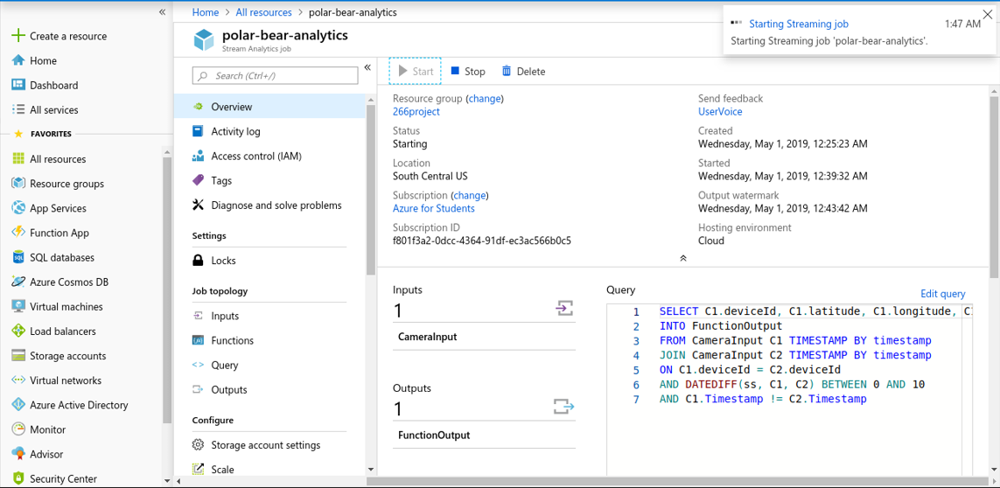 «
Create a resource
Home
Dashboard
All services
FAVORITES
All resources
Resource groups
App Services
Function App
SQL databases
Azure Cosmos DB
Virtual machines
Load balancers
Storage accounts
Virtual networks
Azure Active Directory
Monitor
Advisor
Security Center
Home > All resources > polar-bear-analytics
polar-bear-analytics
Stream Analytics job
Starting Streaming job 1:47 AM
Starting Streaming job 'polar-bear-analytics'.
Search (Ctrl+/)
«
Overview
Activity log
Access control (IAM)
Tags
Diagnose and solve problems
Settings
Locks
Job topology
Inputs
Functions
Query
Outputs
Configure
Storage account settings
Scale
Start Stop Delete
Resource group (change)
266project
Status
Starting
Location
South Central US
Subscription (change)
Azure for Students
Subscription ID
f801f3a2-0dcc-4364-91df-ec3ac566b0c5
Send feedback
UserVoice
Created
Wednesday, May 1, 2019, 12:25:23 AM
Started
Wednesday, May 1, 2019, 12:39:32 AM
Output watermark
Wednesday, May 1, 2019, 12:43:42 AM
Hosting environment
Cloud
Inputs
1
CameraInput
Outputs
1
FunctionOutput
Query
Edit query
1 SELECT C1.deviceId, C1.latitude, C1.longitude, C
2 INTO FunctionOutput
3 FROM CameraInput C1 TIMESTAMP BY timestamp
4 JOIN CameraInput C2 TIMESTAMP BY timestamp
5 ON C1.deviceId = C2.deviceId
6 AND DATEDIFF(ss, C1, C2) BETWEEN 0 AND 10
7 AND C1.Timestamp != C2.Timestamp